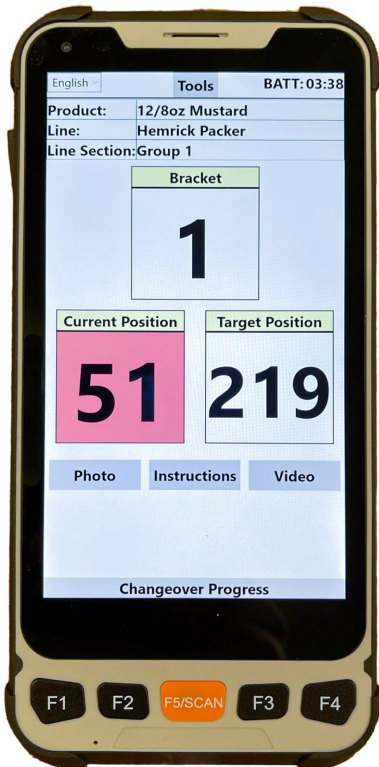 English Tools BATT: 03:38
Product: 12/8oz Mustard
Line: Hemrick Packer
Line Section: Group 1
Bracket
1
Current Position Target Position
51 219
Photo Instructions Video
Changeover Progress
F1 F2 F5/SCAN F3 F4